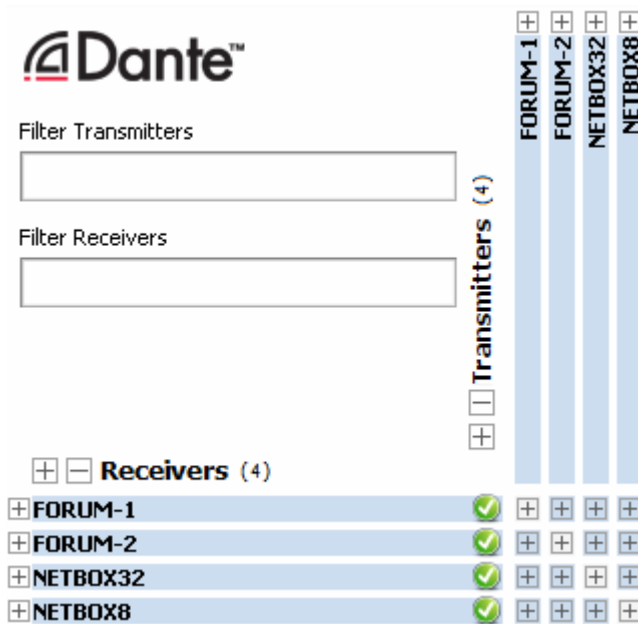 Dante™
Filter Transmitters
Filter Receivers
Transmitters (4)
FORUM-1
FORUM-2
NETBOX32
NETBOX8
Receivers (4)
FORUM-1
FORUM-2
NETBOX32
NETBOX8